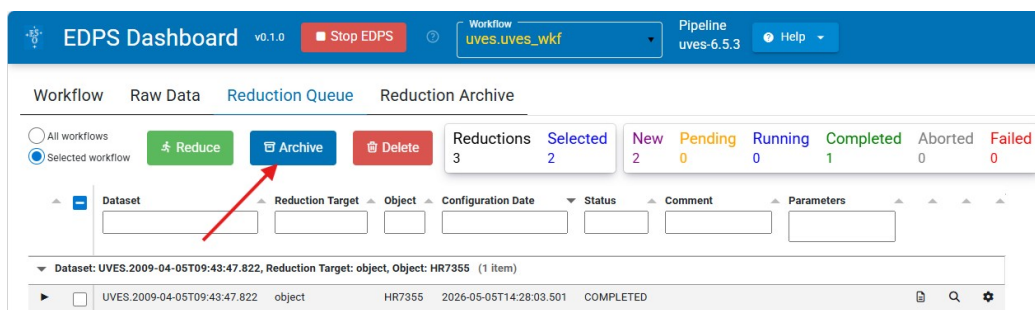 ES
O
EDPS Dashboard v0.1.0 Stop EDPS Workflow uves.uves_wkf Pipeline uves-6.5.3 Help
Workflow Raw Data Reduction Queue Reduction Archive
All workflows
Selected workflow
Reduce Archive Delete
Reductions Selected New Pending Running Completed Aborted Failed
3 2 2 0 0 1 0 0
Dataset Reduction Target Object Configuration Date Status Comment Parameters
Dataset: UVES.2009-04-05T09:43:47.822, Reduction Target: object, Object: HR7355 (1 item)
UVES.2009-04-05T09:43:47.822 object HR7355 2026-05-05T14:28:03.501 COMPLETED